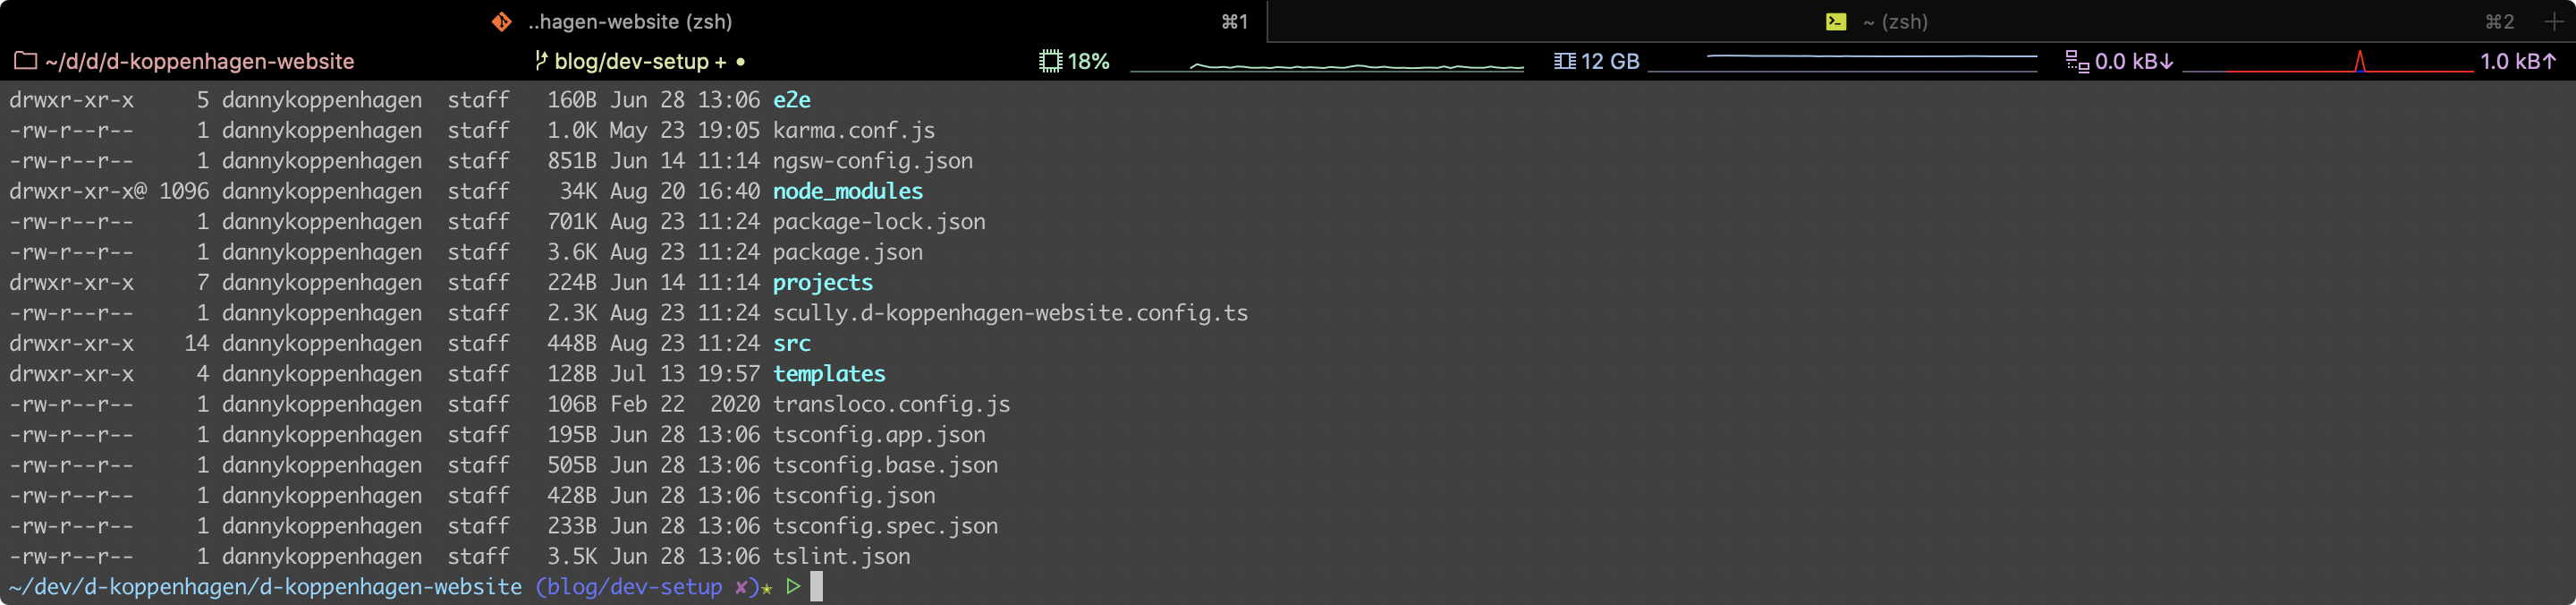 ..hagen-website (zsh) ⌘1 ~ (zsh) ⌘2
~/d/d/d-koppenhagen-website blog/dev-setup + ● 18% 12 GB 0.0 kB↓ 1.0 kB↑
drwxr-xr-x     5 dannykoppenhagen  staff   160B Jun 28 13:06 e2e
-rw-r--r--     1 dannykoppenhagen  staff   1.0K May 23 19:05 karma.conf.js
-rw-r--r--     1 dannykoppenhagen  staff   851B Jun 14 11:14 ngsw-config.json
drwxr-xr-x@ 1096 dannykoppenhagen  staff    34K Aug 20 16:40 node_modules
-rw-r--r--     1 dannykoppenhagen  staff   701K Aug 23 11:24 package-lock.json
-rw-r--r--     1 dannykoppenhagen  staff   3.6K Aug 23 11:24 package.json
drwxr-xr-x     7 dannykoppenhagen  staff   224B Jun 14 11:14 projects
-rw-r--r--     1 dannykoppenhagen  staff   2.3K Aug 23 11:24 scully.d-koppenhagen-website.config.ts
drwxr-xr-x    14 dannykoppenhagen  staff   448B Aug 23 11:24 src
drwxr-xr-x     4 dannykoppenhagen  staff   128B Jul 13 19:57 templates
-rw-r--r--     1 dannykoppenhagen  staff   106B Feb 22  2020 transloco.config.js
-rw-r--r--     1 dannykoppenhagen  staff   195B Jun 28 13:06 tsconfig.app.json
-rw-r--r--     1 dannykoppenhagen  staff   505B Jun 28 13:06 tsconfig.base.json
-rw-r--r--     1 dannykoppenhagen  staff   428B Jun 28 13:06 tsconfig.json
-rw-r--r--     1 dannykoppenhagen  staff   233B Jun 28 13:06 tsconfig.spec.json
-rw-r--r--     1 dannykoppenhagen  staff   3.5K Jun 28 13:06 tslint.json
~/dev/d-koppenhagen/d-koppenhagen-website (blog/dev-setup ✘)★ ▷